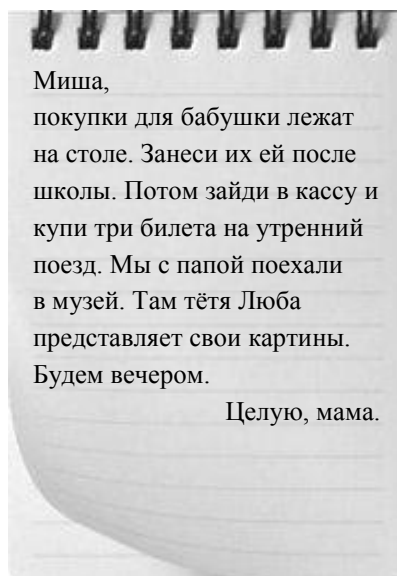 Миша,
покупки для бабушки лежат
на столе. Занеси их ей после
школы. Потом зайди в кассу и
купи три билета на утренний
поезд. Мы с папой поехали
в музей. Там тётя Люба
представляет свои картины.
Будем вечером.
Целую, мама.